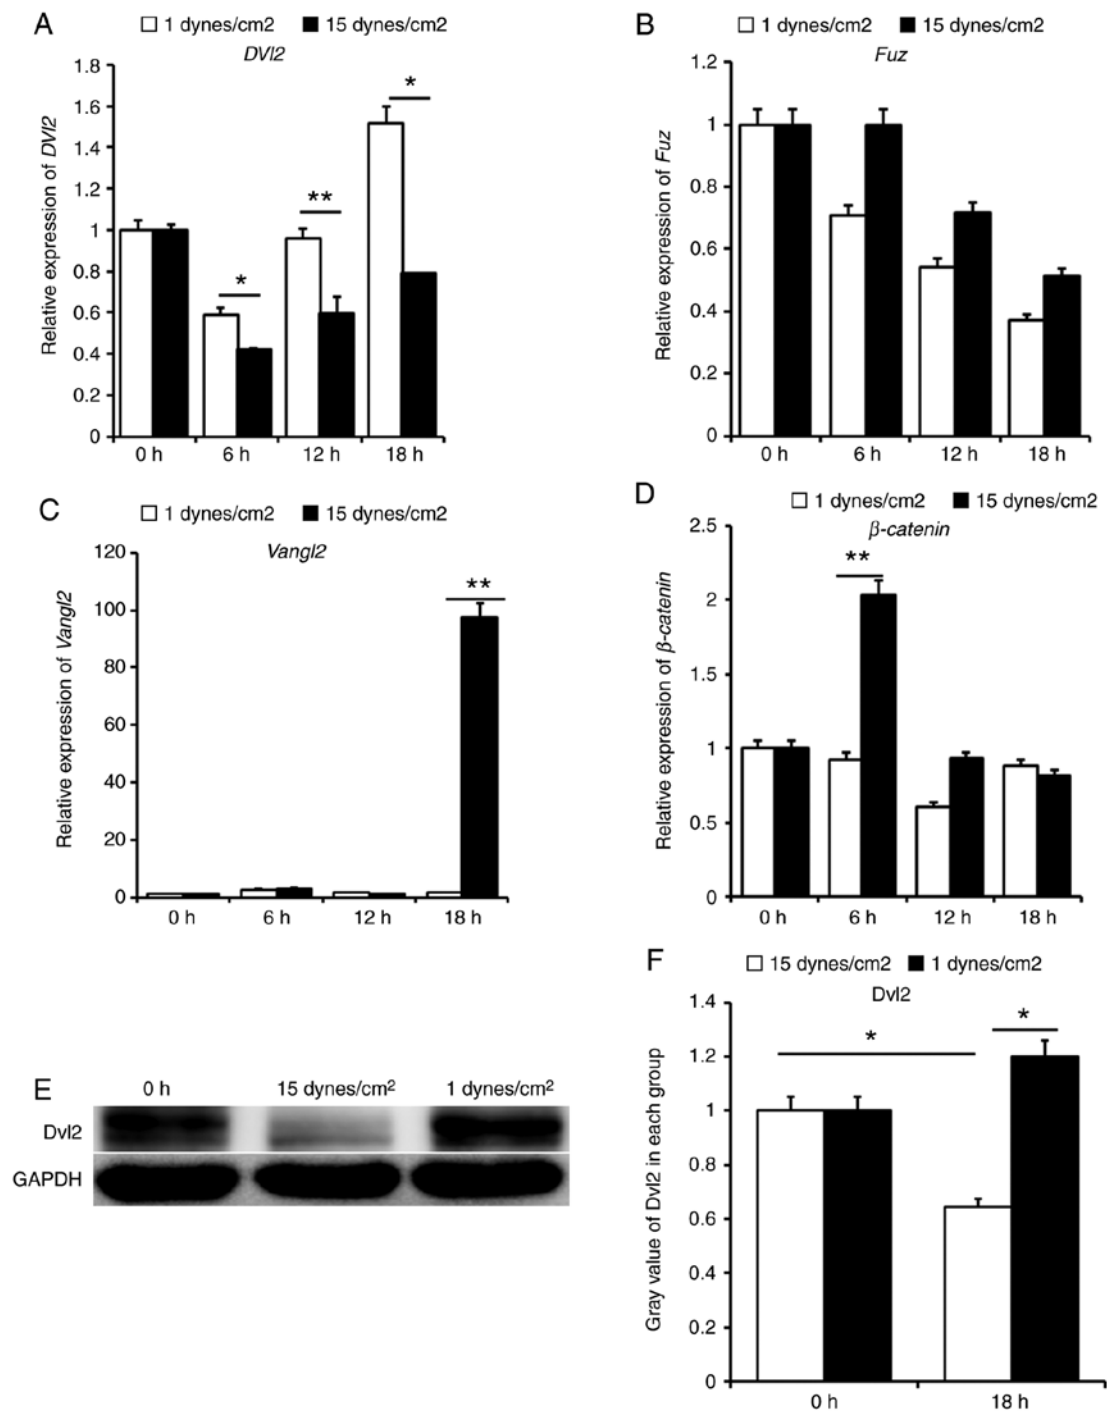 A
1 dynes/cm2 15 dynes/cm2
DVl2
Relative expression of DVl2
1.8
1.6
1.4
1.2
1
0.8
0.6
0.4
0.2
0
*
**
*
0 h 6 h 12 h 18 h
B
1 dynes/cm2 15 dynes/cm2
Fuz
Relative expression of Fuz
1.2
1
0.8
0.6
0.4
0.2
0
0 h 6 h 12 h 18 h
C
1 dynes/cm2 15 dynes/cm2
Vangl2
Relative expression of Vangl2
120
100
80
60
40
20
0
**
0 h 6 h 12 h 18 h
D
1 dynes/cm2 15 dynes/cm2
β-catenin
Relative expression of β-catenin
2.5
2
1.5
1
0.5
0
**
0 h 6 h 12 h 18 h
E
0 h 15 dynes/cm² 1 dynes/cm²
Dvl2
GAPDH
F
15 dynes/cm2 1 dynes/cm2
Dvl2
Gray value of Dvl2 in each group
1.4
1.2
1
0.8
0.6
0.4
0.2
0
*
*
0 h 18 h